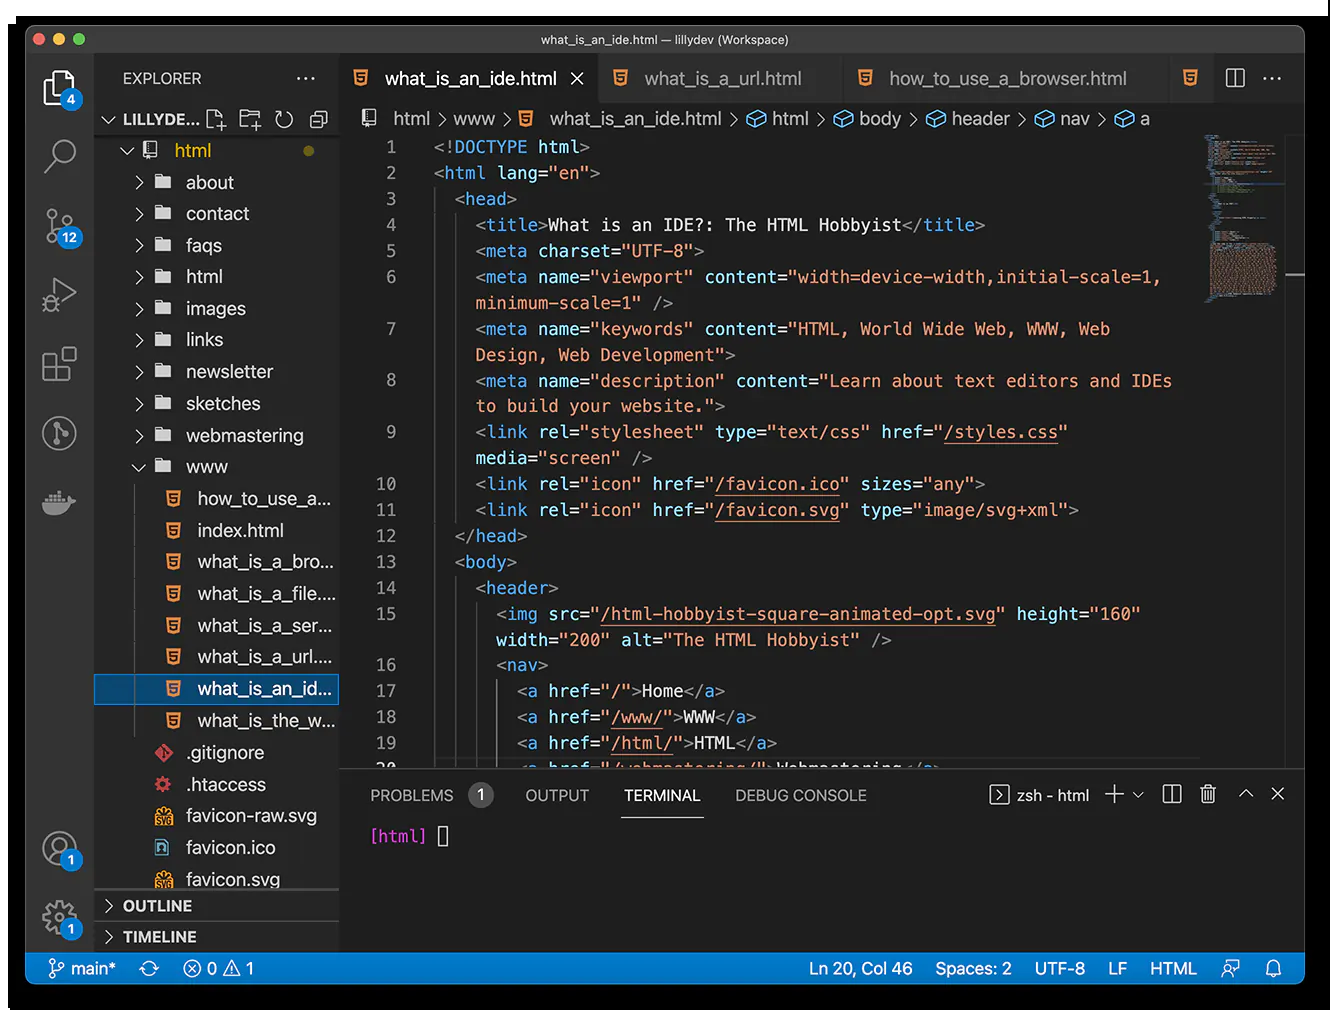 what_is_an_ide.html — lillydev (Workspace)
EXPLORER
what_is_an_ide.html
what_is_a_url.html
how_to_use_a_browser.html
LILLYDE...
html > www > what_is_an_ide.html > html > body > header > nav > a
html
about
contact
faqs
html
images
links
newsletter
sketches
webmastering
www
how_to_use_a...
index.html
what_is_a_bro...
what_is_a_file....
what_is_a_ser...
what_is_a_url....
what_is_an_id...
what_is_the_w...
.gitignore
.htaccess
favicon-raw.svg
favicon.ico
favicon.svg
OUTLINE
TIMELINE
4
12
1
1
1 <!DOCTYPE html>
2 <html lang="en">
3 <head>
4 <title>What is an IDE?: The HTML Hobbyist</title>
5 <meta charset="UTF-8">
6 <meta name="viewport" content="width=device-width,initial-scale=1,
minimum-scale=1" />
7 <meta name="keywords" content="HTML, World Wide Web, WWW, Web
Design, Web Development">
8 <meta name="description" content="Learn about text editors and IDEs
to build your website.">
9 <link rel="stylesheet" type="text/css" href="/styles.css"
media="screen" />
10 <link rel="icon" href="/favicon.ico" sizes="any">
11 <link rel="icon" href="/favicon.svg" type="image/svg+xml">
12 </head>
13 <body>
14 <header>
15 <img src="/html-hobbyist-square-animated-opt.svg" height="160"
width="200" alt="The HTML Hobbyist" />
16 <nav>
17 <a href="/">Home</a>
18 <a href="/www/">WWW</a>
19 <a href="/html/">HTML</a>
20 <a href="/webmastering/">Webmastering</a>
PROBLEMS 1 OUTPUT TERMINAL DEBUG CONSOLE zsh - html
[html]
main* 0 1 Ln 20, Col 46 Spaces: 2 UTF-8 LF HTML